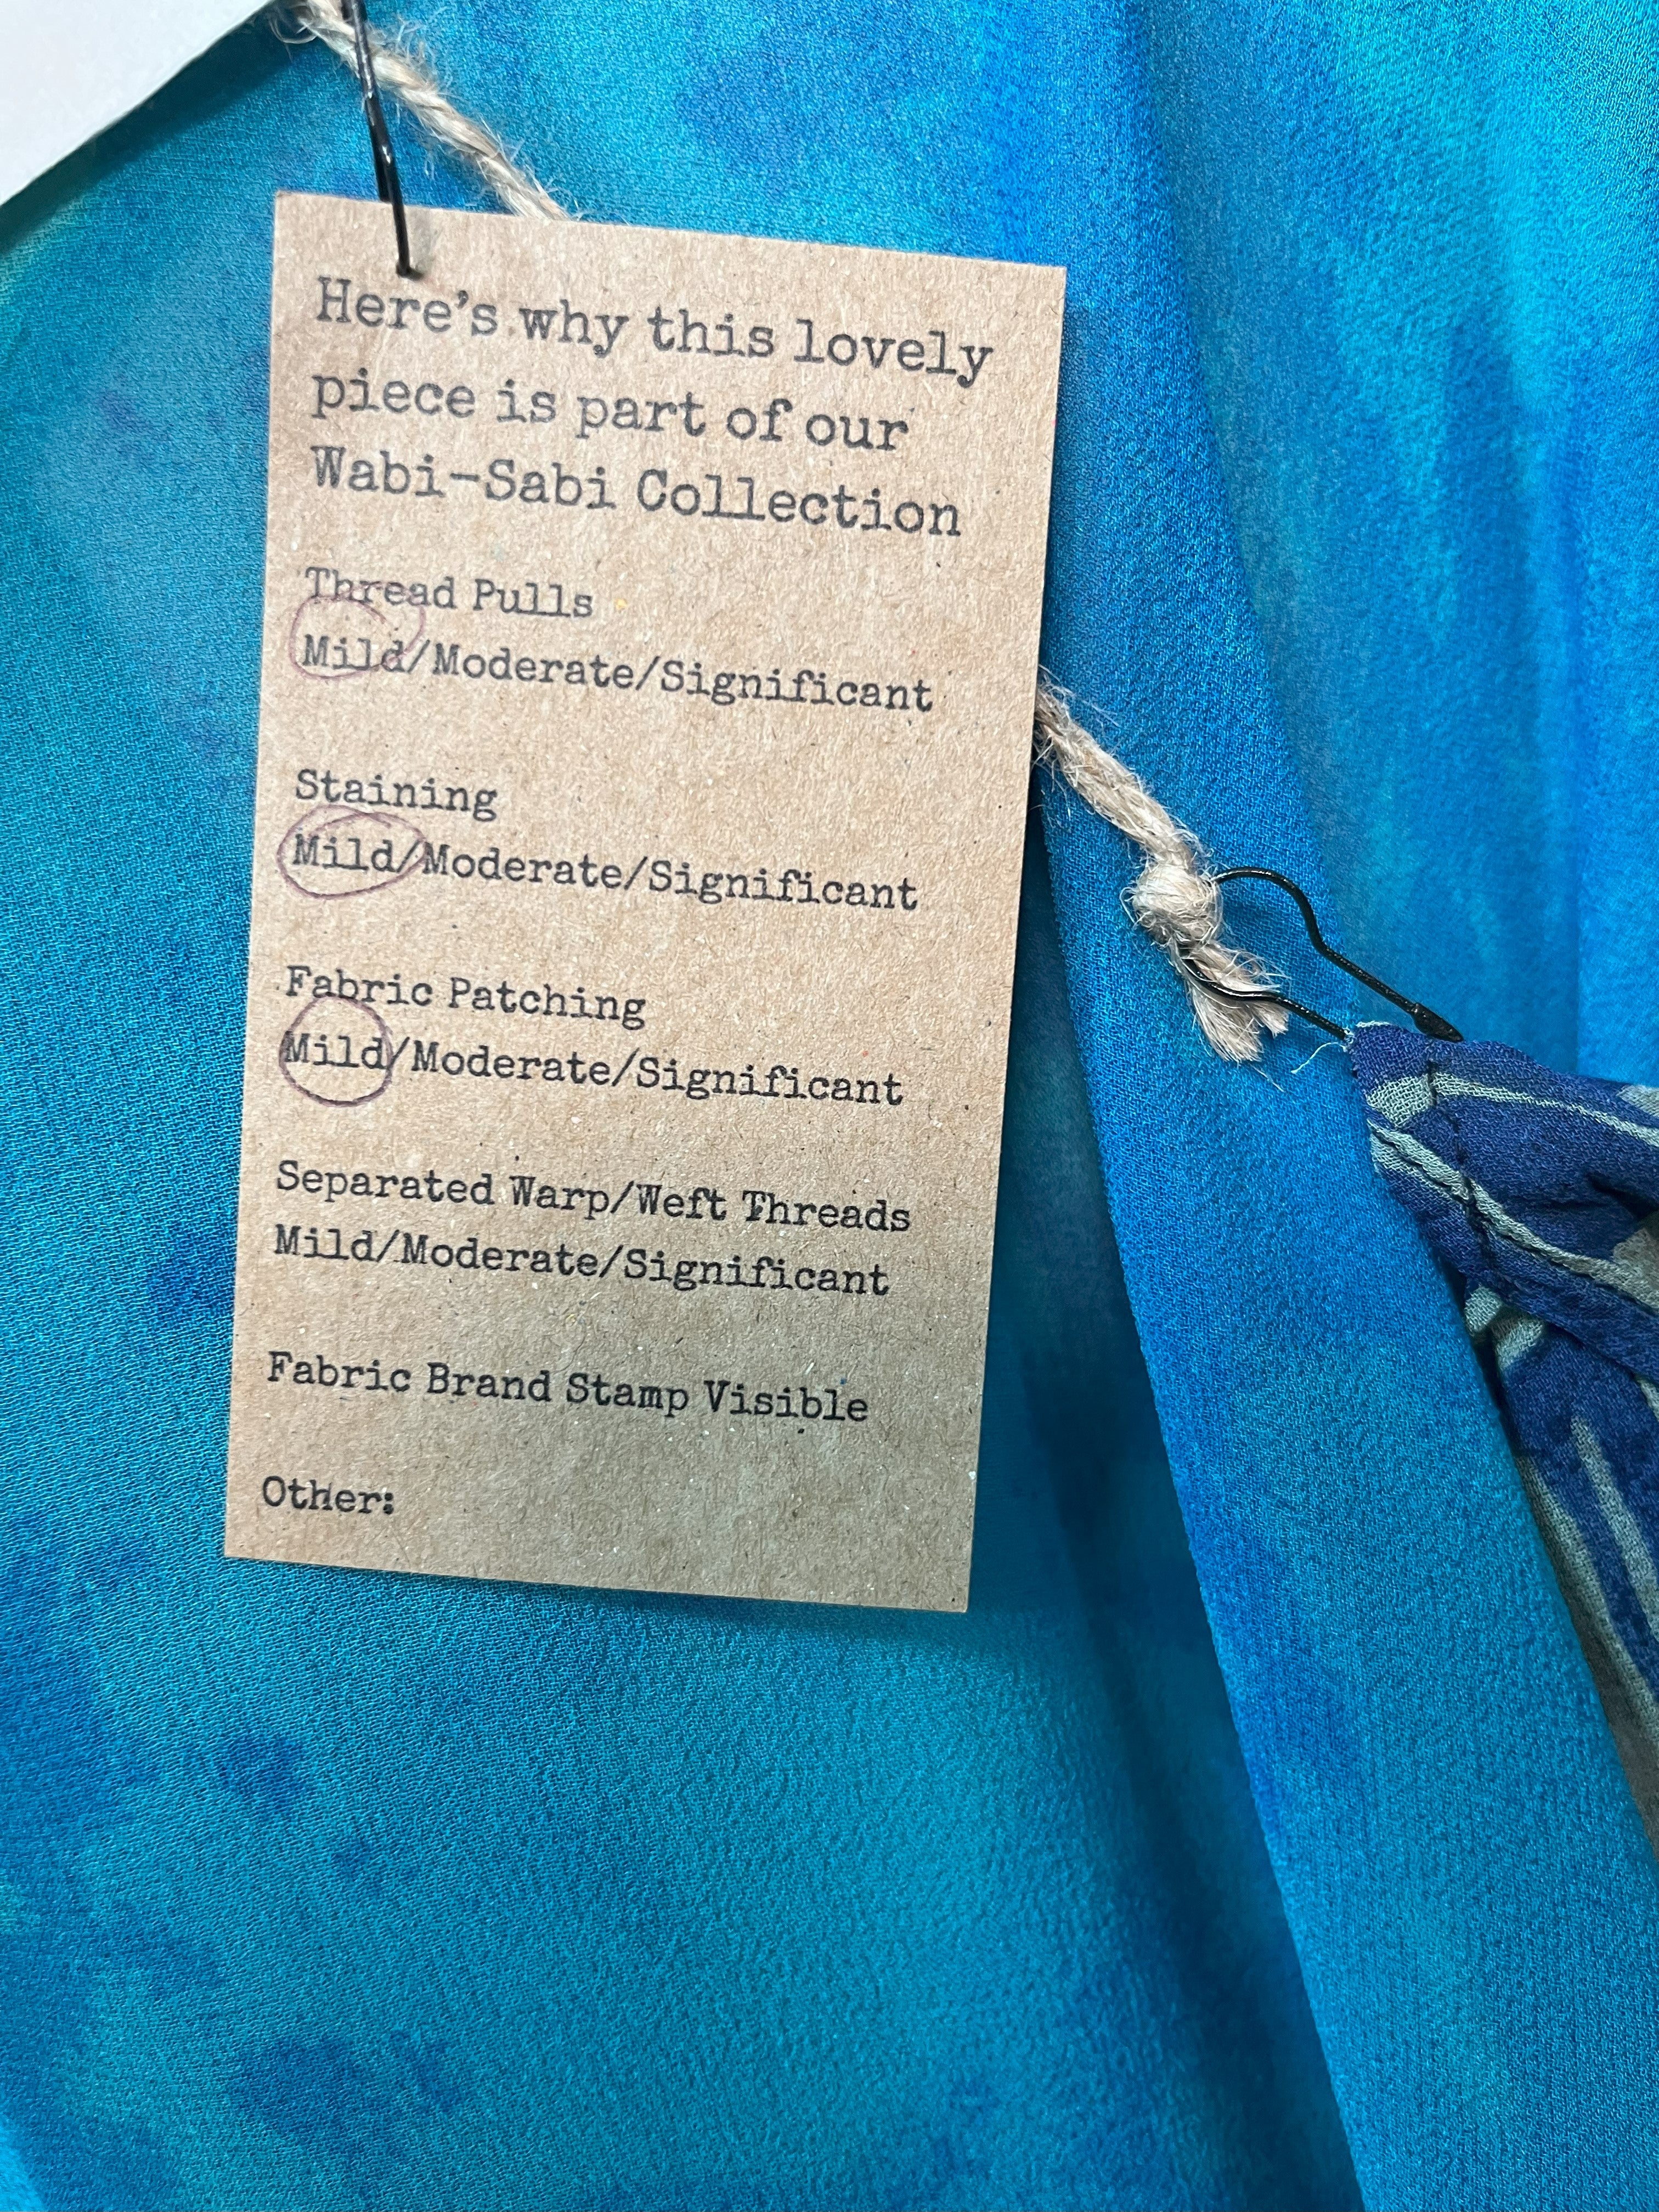 Here's why this lovely
piece is part of our
Wabi-Sabi Collection
Thread Pulls
Mild/Moderate/Significant
Staining
Mild/Moderate/Significant
Fabric Patching
Mild/Moderate/Significant
Separated Warp/Weft Threads
Mild/Moderate/Significant
Fabric Brand Stamp Visible
Other: